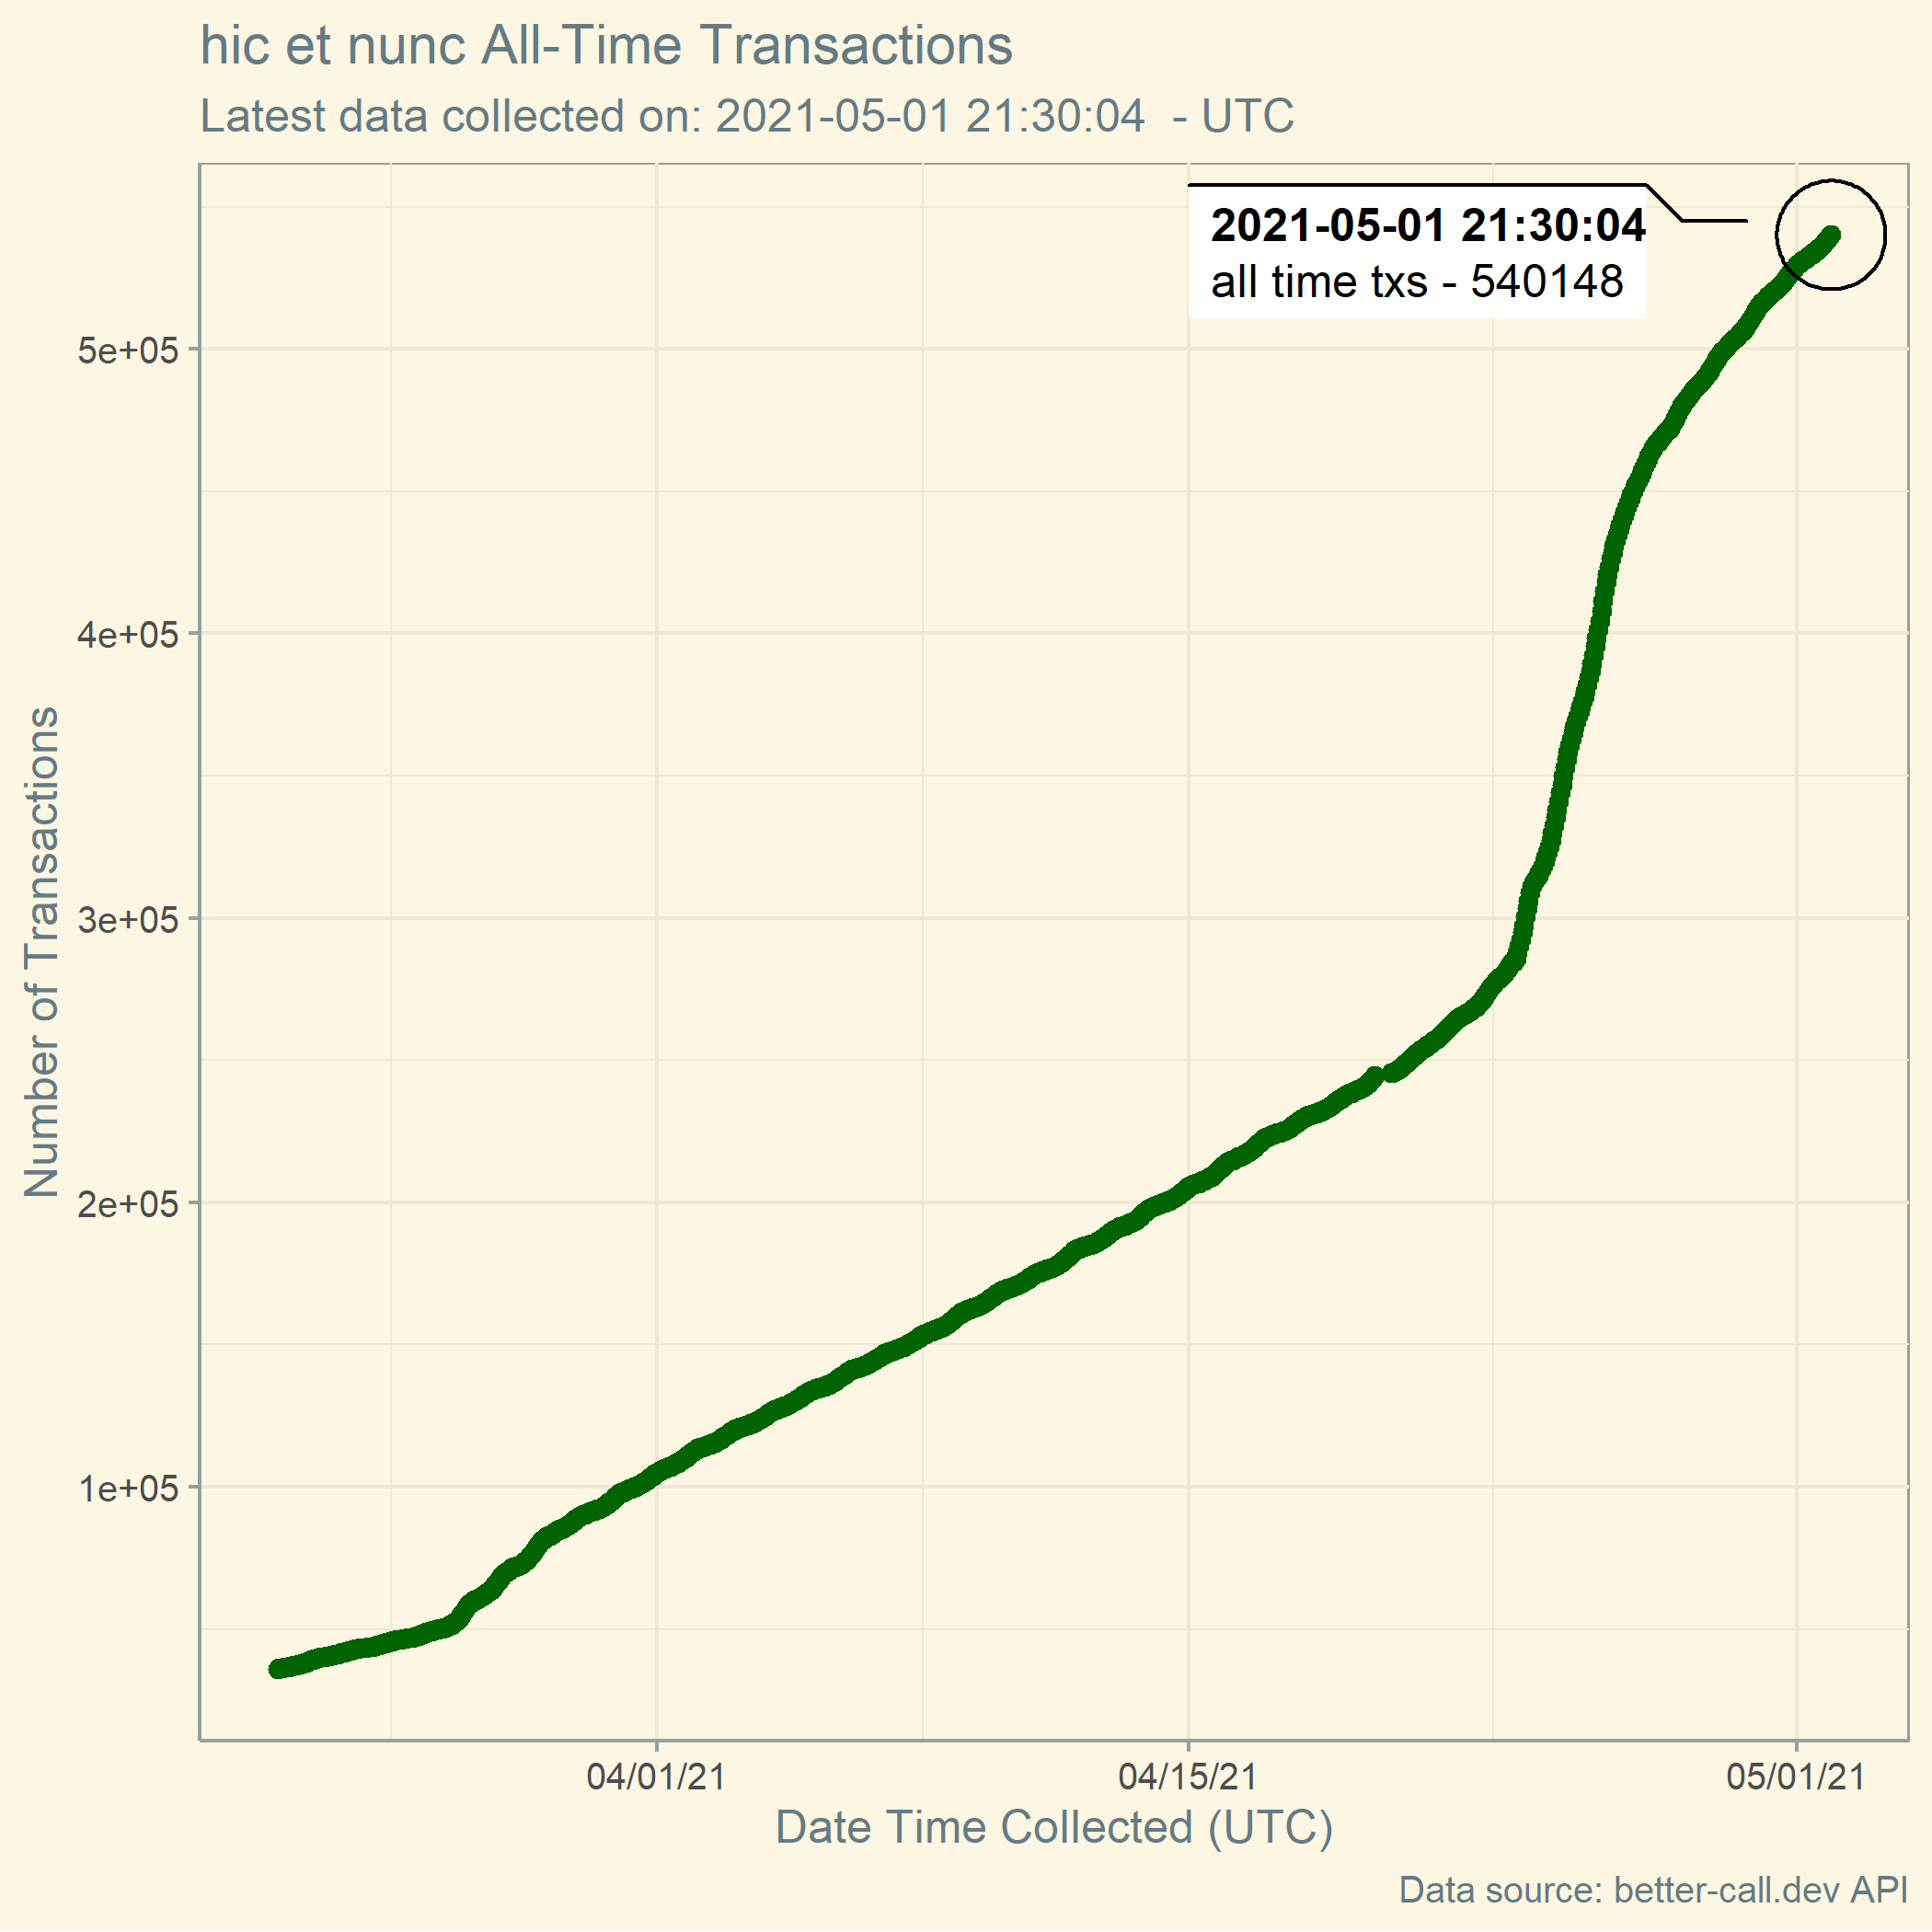 hic et nunc All-Time Transactions
Latest data collected on: 2021-05-01 21:30:04  - UTC
2021-05-01 21:30:04
all time txs - 540148
Number of Transactions
5e+05
4e+05
3e+05
2e+05
1e+05
04/01/21
04/15/21
05/01/21
Date Time Collected (UTC)
Data source: better-call.dev API